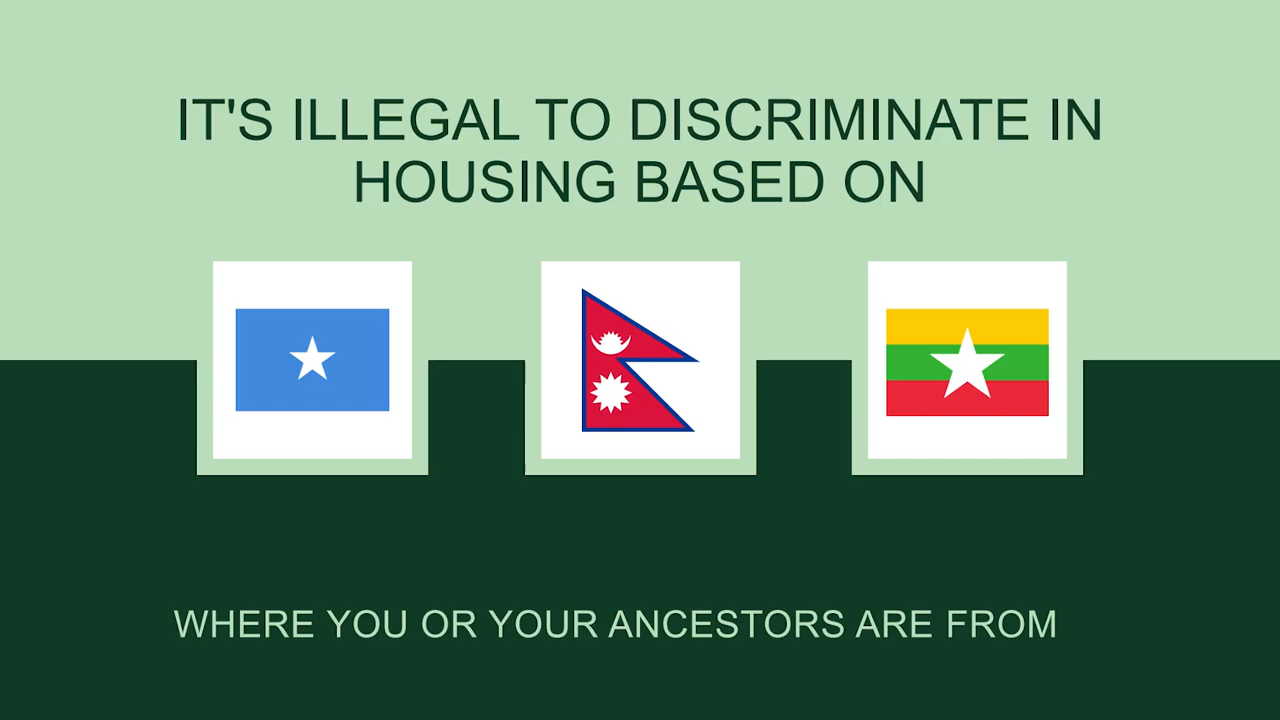 IT'S ILLEGAL TO DISCRIMINATE IN
HOUSING BASED ON
WHERE YOU OR YOUR ANCESTORS ARE FROM